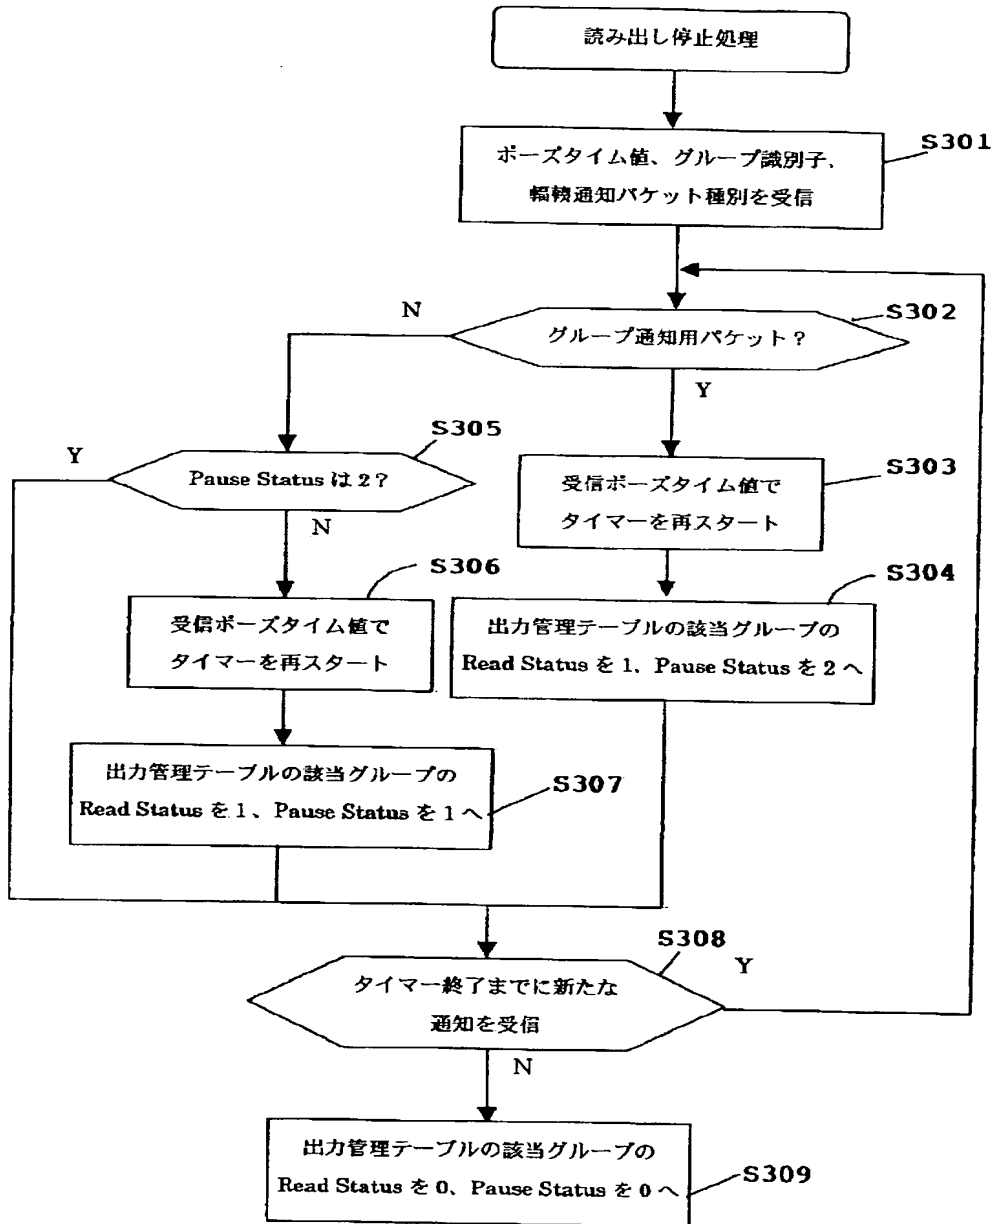 読み出し停止処理
S301
ポーズタイム値、グループ識別子、
輻輳通知パケット種別を受信
S302
N
グループ通知用パケット？
Y
S305
Y
Pause Status は 2？
N
S303
受信ポーズタイム値で
タイマーを再スタート
S306
受信ポーズタイム値で
タイマーを再スタート
S304
出力管理テーブルの該当グループの
Read Status を 1、Pause Status を 2 へ
出力管理テーブルの該当グループの
Read Status を 1、Pause Status を 1 へ
S307
S308
タイマー終了までに新たな
通知を受信
Y
N
出力管理テーブルの該当グループの
Read Status を 0、Pause Status を 0 へ
S309